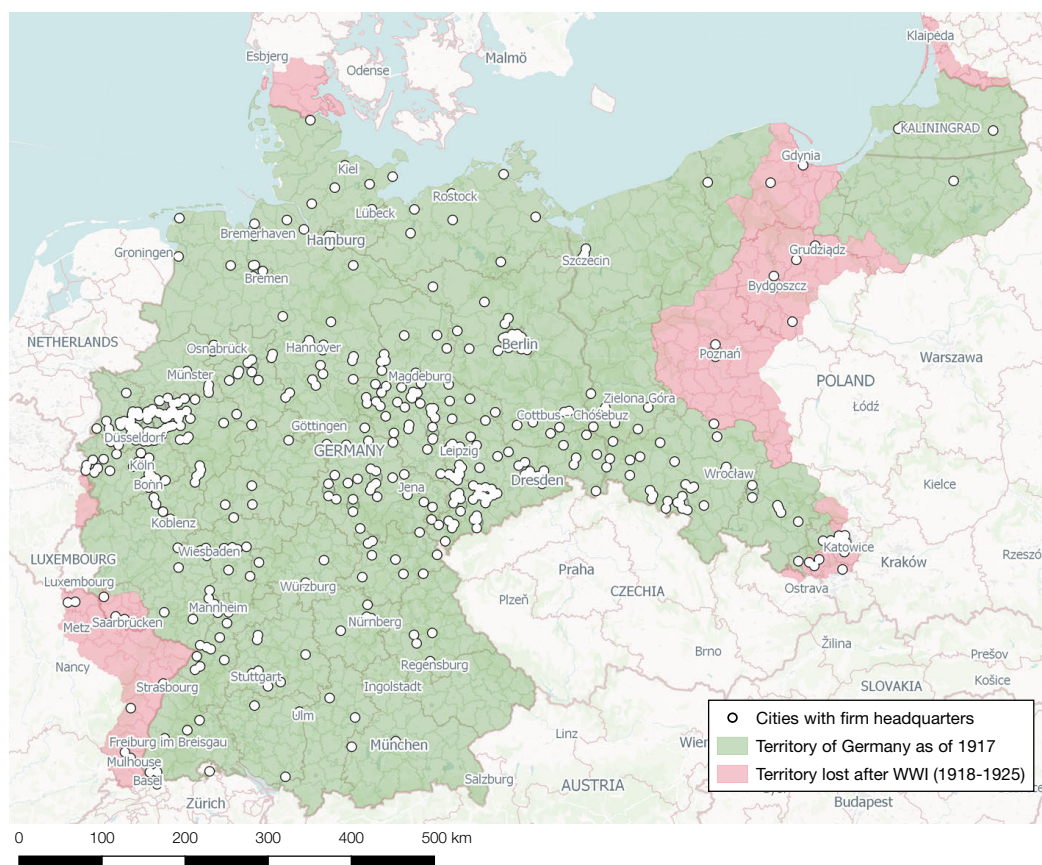 Klaipėda
Esbjerg
Odense
Malmö
KALININGRAD
Gdynia
Kiel
Rostock
Lübeck
Bremerhaven
Hamburg
Groningen
Szczecin
Grudziądz
Bremen
Bydgoszcz
NETHERLANDS
Osnabrück
Hannover
Berlin
Poznań
Warszawa
Münster
Magdeburg
POLAND
Zielona Góra
Łódź
Cottbus - Chóśebuz
Göttingen
Düsseldorf
GERMANY
Leipzig
Köln
Wrocław
Bonn
Jena
Dresden
Kielce
Koblenz
Katowice
Wiesbaden
Rzeszó
LUXEMBOURG
Kraków
Praha
Luxembourg
Würzburg
CZECHIA
Ostrava
Plzeń
Mannheim
Saarbrücken
Nürnberg
Metz
Žilina
Brno
Prešov
Nancy
Regensburg
Stuttgart
Košice
Strasbourg
Ingolstadt
SLOVAKIA
Ulm
Cities with firm headquarters
Linz
Wier
Freiburg im Breisgau
München
Territory of Germany as of 1917
Mulhouse
Basel
Salzburg
Territory lost after WWI (1918-1925)
AUSTRIA
Zürich
Budapest
0 100 200 300 400 500 km